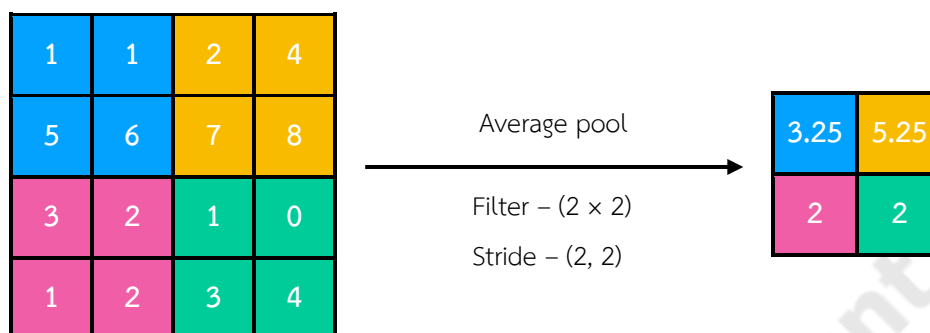 1 1 2 4
5 6 7 8
3 2 1 0
1 2 3 4
Average pool
Filter – (2 × 2)
Stride – (2, 2)
3.25 5.25
2 2